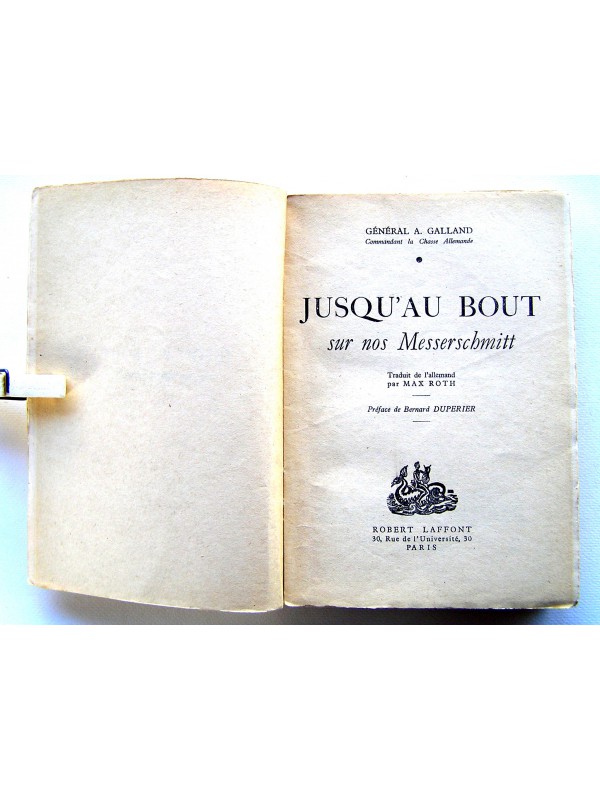 GÉNÉRAL A. GALLAND
Commandant la Chasse Allemande
JUSQU'AU BOUT
sur nos Messerschmitt
Traduit de l'allemand
par MAX ROTH
Préface de Bernard DUPERIER
ROBERT LAFFONT
30, Rue de l'Université, 30
PARIS